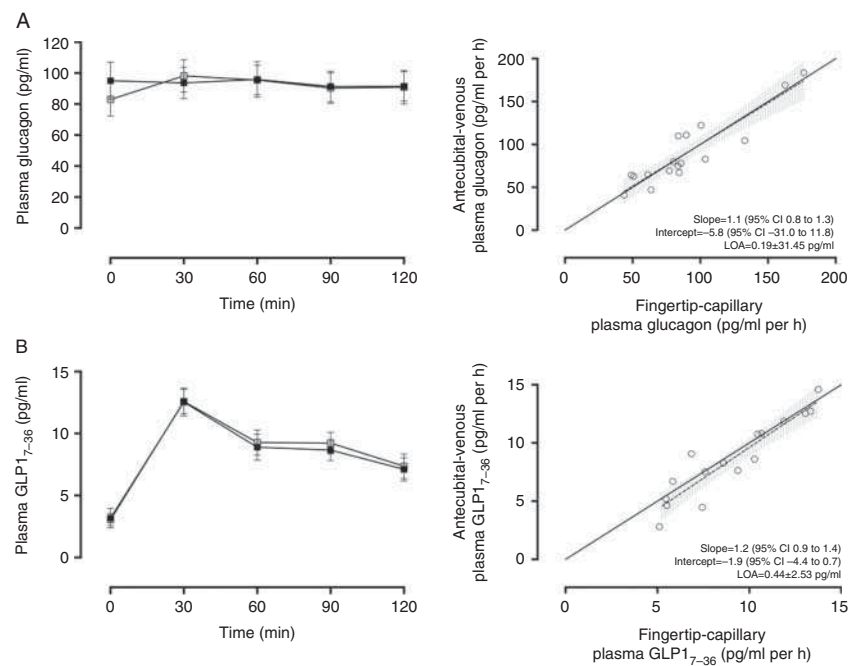 A
Plasma glucagon (pg/ml)
120
100
80
60
40
20
0
0 30 60 90 120
Time (min)
Antecubital-venous
plasma glucagon (pg/ml per h)
200
150
100
50
0
Slope=1.1 (95% CI 0.8 to 1.3)
Intercept=–5.8 (95% CI –31.0 to 11.8)
LOA=0.19±31.45 pg/ml
0 50 100 150 200
Fingertip-capillary
plasma glucagon (pg/ml per h)
B
Plasma GLP1₇₋₃₆ (pg/ml)
15
10
5
0
0 30 60 90 120
Time (min)
Antecubital-venous
plasma GLP1₇₋₃₆ (pg/ml per h)
15
10
5
0
Slope=1.2 (95% CI 0.9 to 1.4)
Intercept=–1.9 (95% CI –4.4 to 0.7)
LOA=0.44±2.53 pg/ml
0 5 10 15
Fingertip-capillary
plasma GLP1₇₋₃₆ (pg/ml per h)